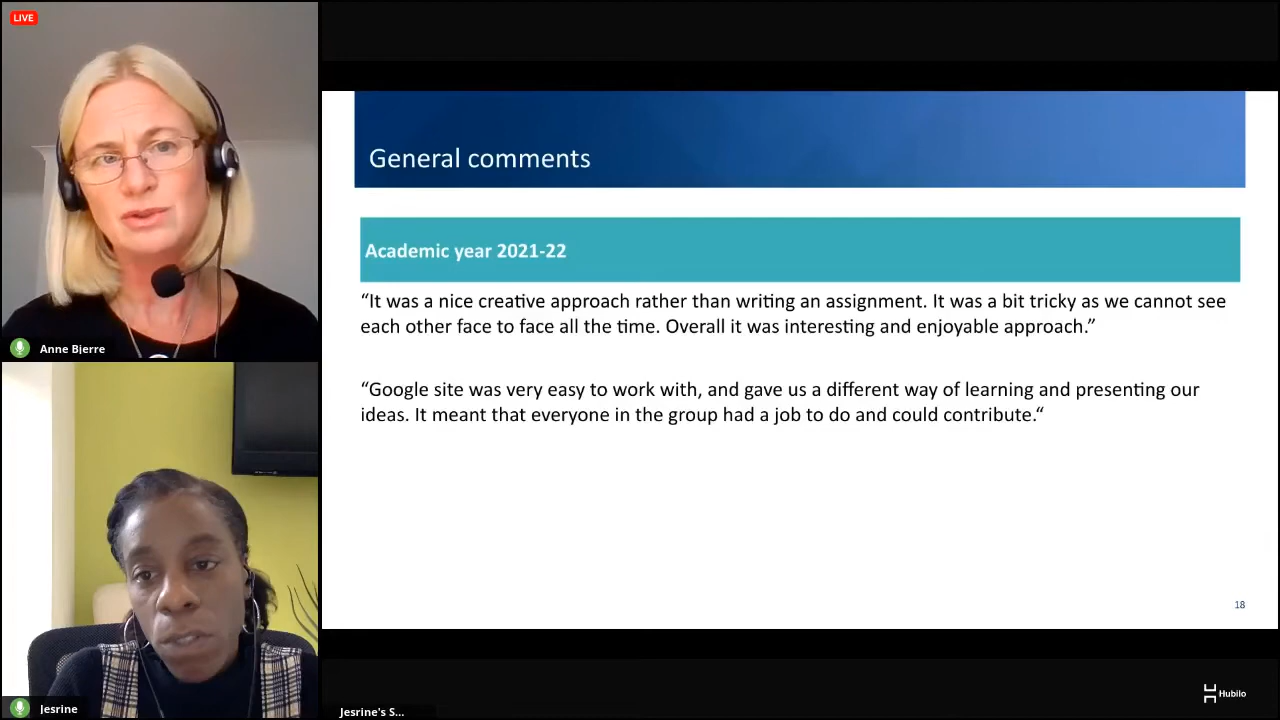 LIVE
Anne Bjerre
Jesrine
General comments
Academic year 2021-22
“It was a nice creative approach rather than writing an assignment. It was a bit tricky as we cannot see
each other face to face all the time. Overall it was interesting and enjoyable approach.”
“Google site was very easy to work with, and gave us a different way of learning and presenting our
ideas. It meant that everyone in the group had a job to do and could contribute.“
18
Jesrine's S...
Hubilo